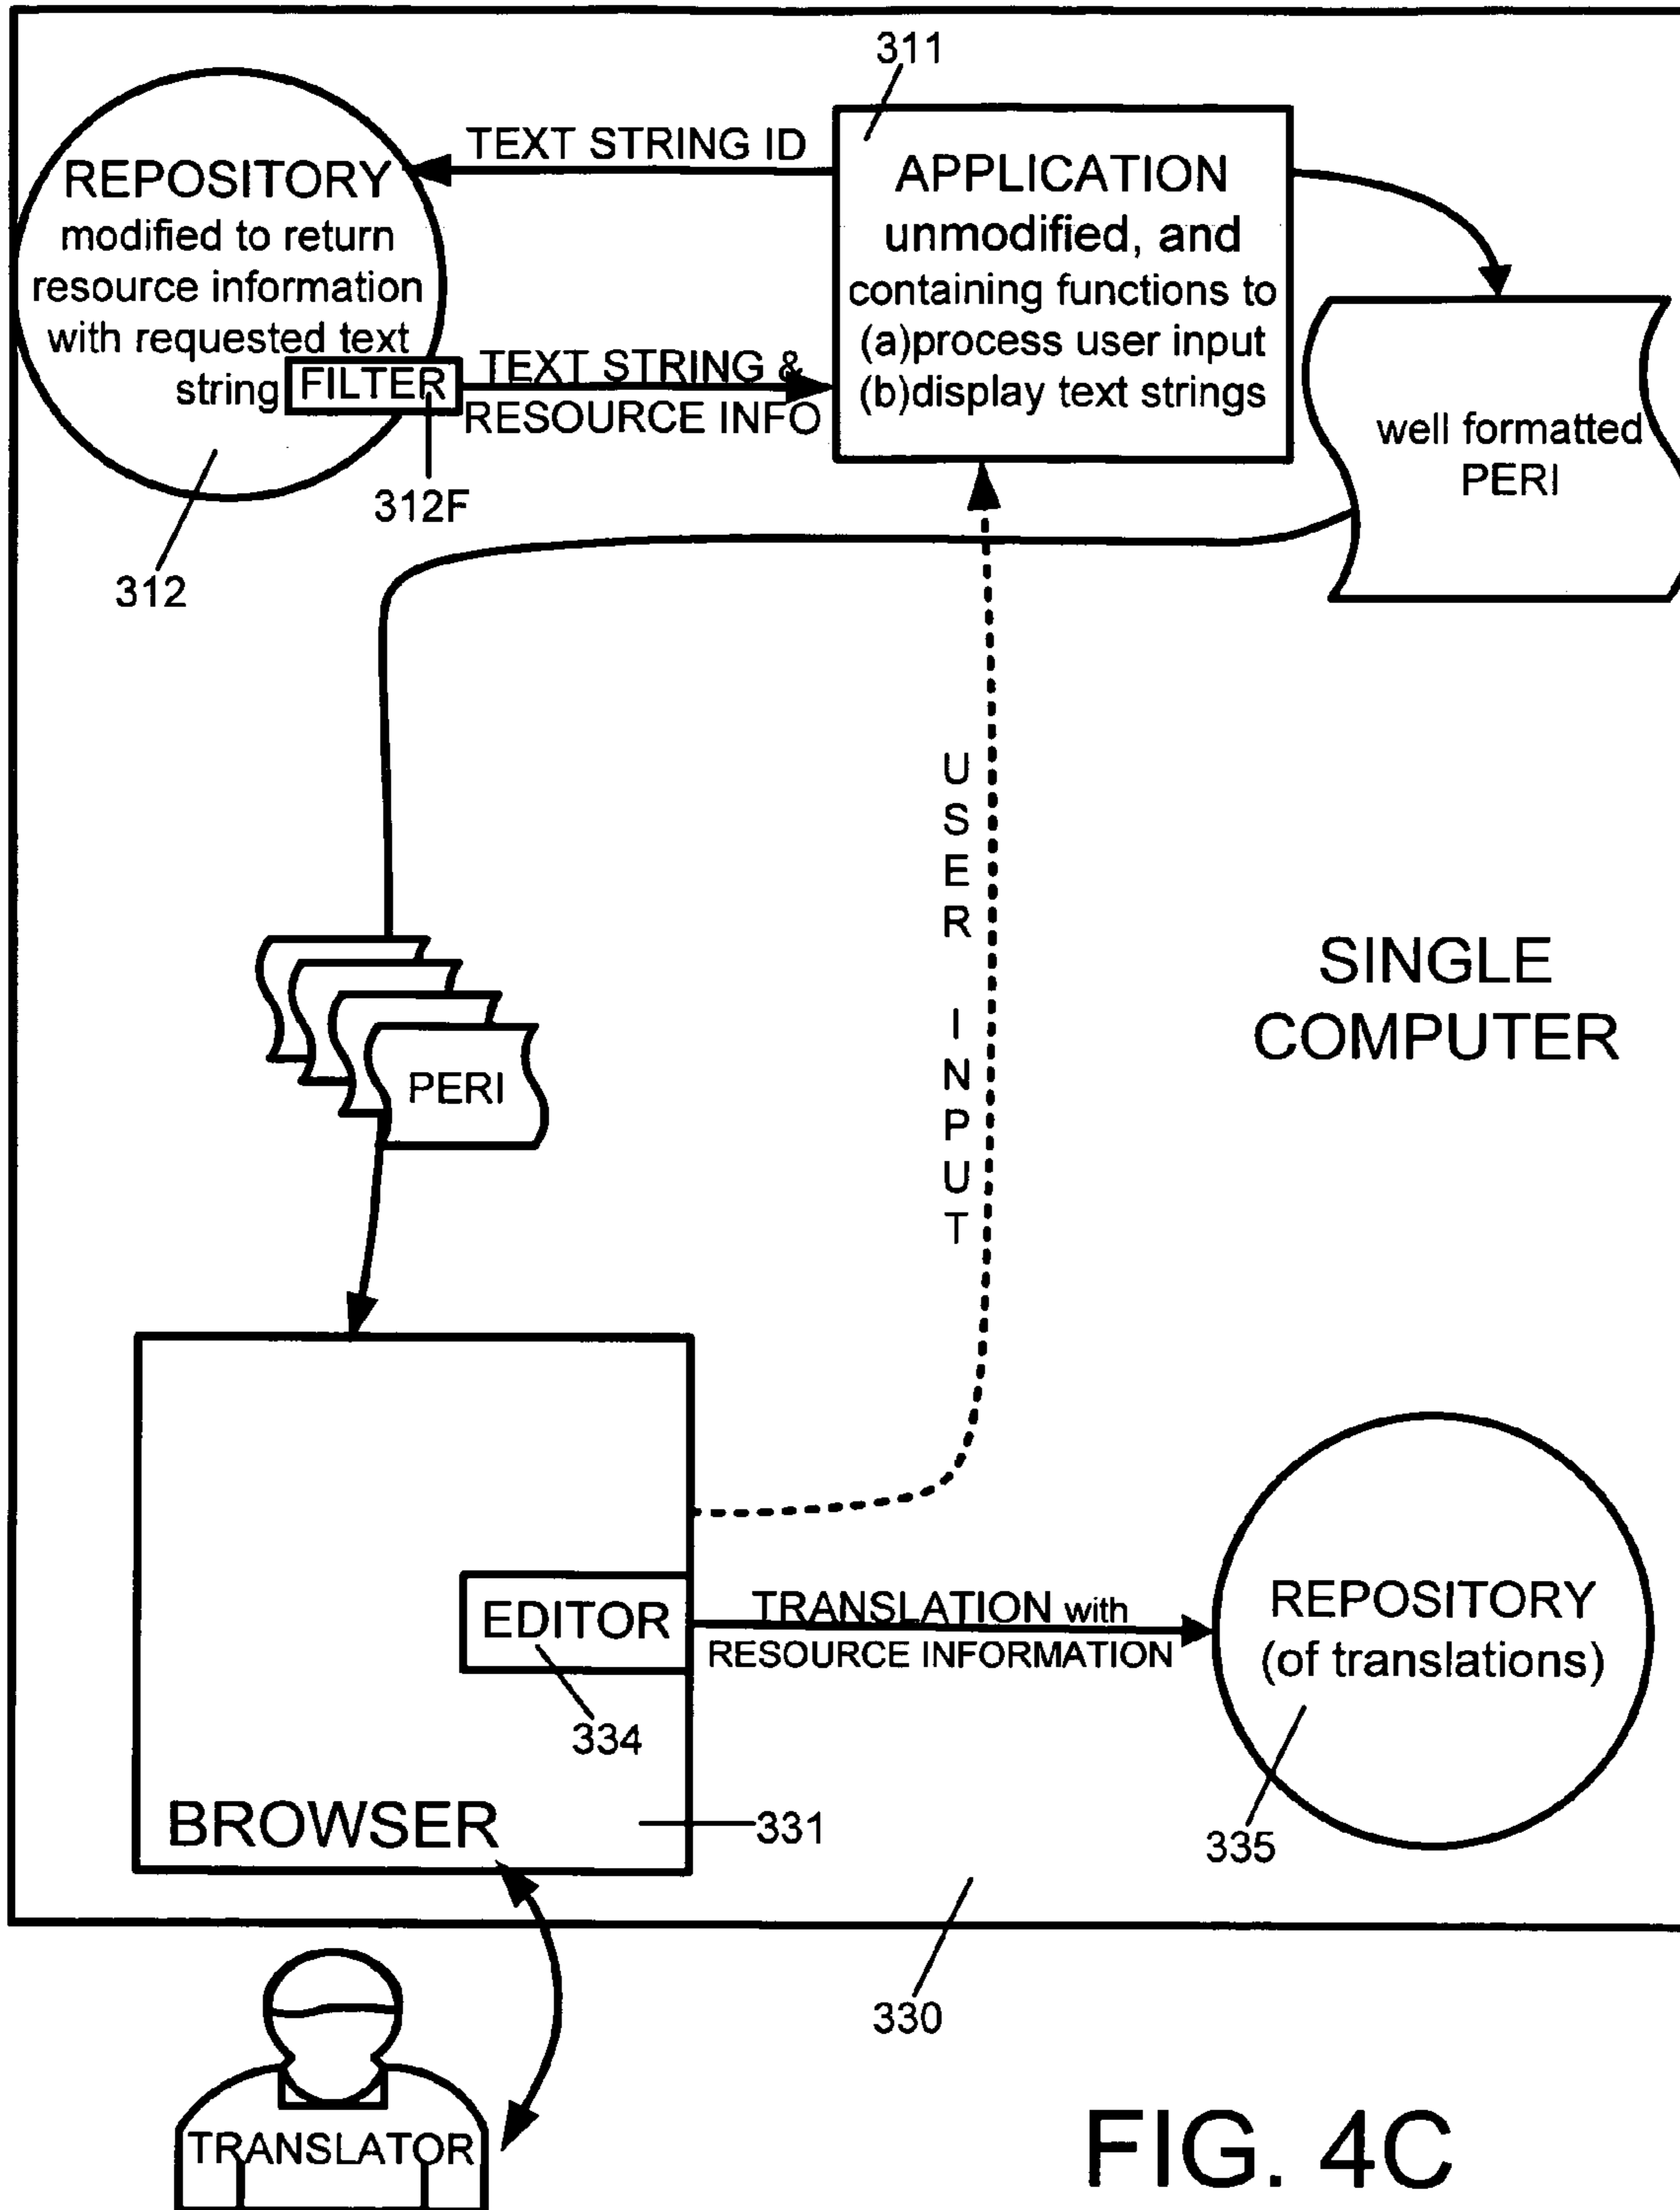 311
TEXT STRING ID
REPOSITORY
modified to return
resource information
with requested text
string
FILTER
TEXT STRING &
RESOURCE INFO
APPLICATION
unmodified, and
containing functions to
(a)process user input
(b)display text strings
well formatted
PERI
312F
312
USER INPUT
SINGLE
COMPUTER
PERI
EDITOR
TRANSLATION with
RESOURCE INFORMATION
REPOSITORY
(of translations)
334
BROWSER
331
335
330
TRANSLATOR
FIG. 4C